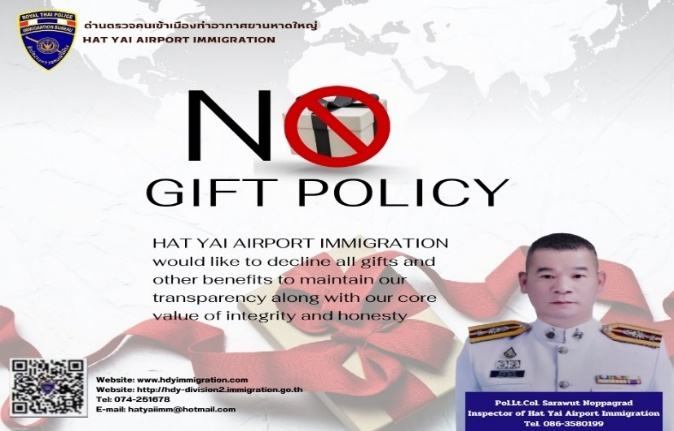 ROYAL THAI POLICE
IMMIGRATION BUREAU
ด่านตรวจคนเข้าเมืองท่าอากาศยานหาดใหญ่
HAT YAI AIRPORT IMMIGRATION
NO
GIFT POLICY
HAT YAI AIRPORT IMMIGRATION
would like to decline all gifts and
other benefits to maintain our
transparency along with our core
value of integrity and honesty
Website: www.hdyimmigration.com
Website: http://hdy-division2.immigration.go.th
Tel: 074-251678
E-mail: hatyaiimm@hotmail.com
Pol.Lt.Col. Sarawut Noppagrad
Inspector of Hat Yai Airport Immigration
Tel. 086-3580199